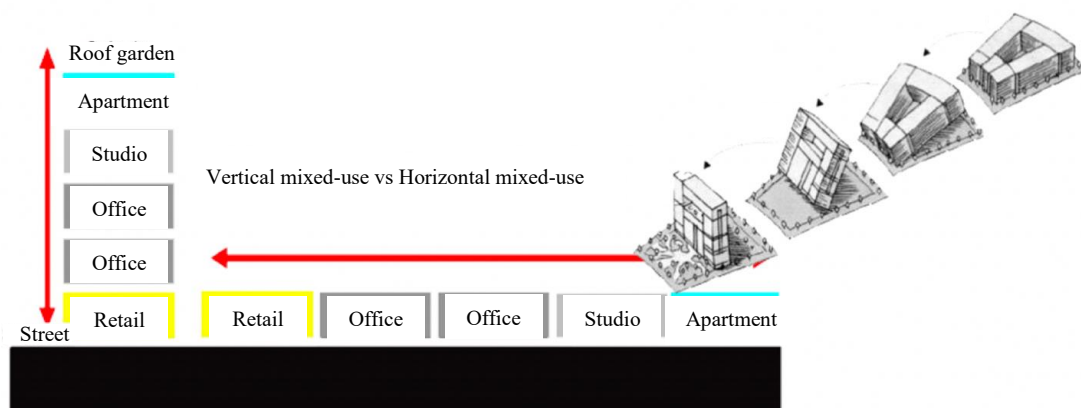 Roof garden
Apartment
Studio
Office
Office
Retail
Street
Vertical mixed-use vs Horizontal mixed-use
Retail
Office
Office
Studio
Apartment